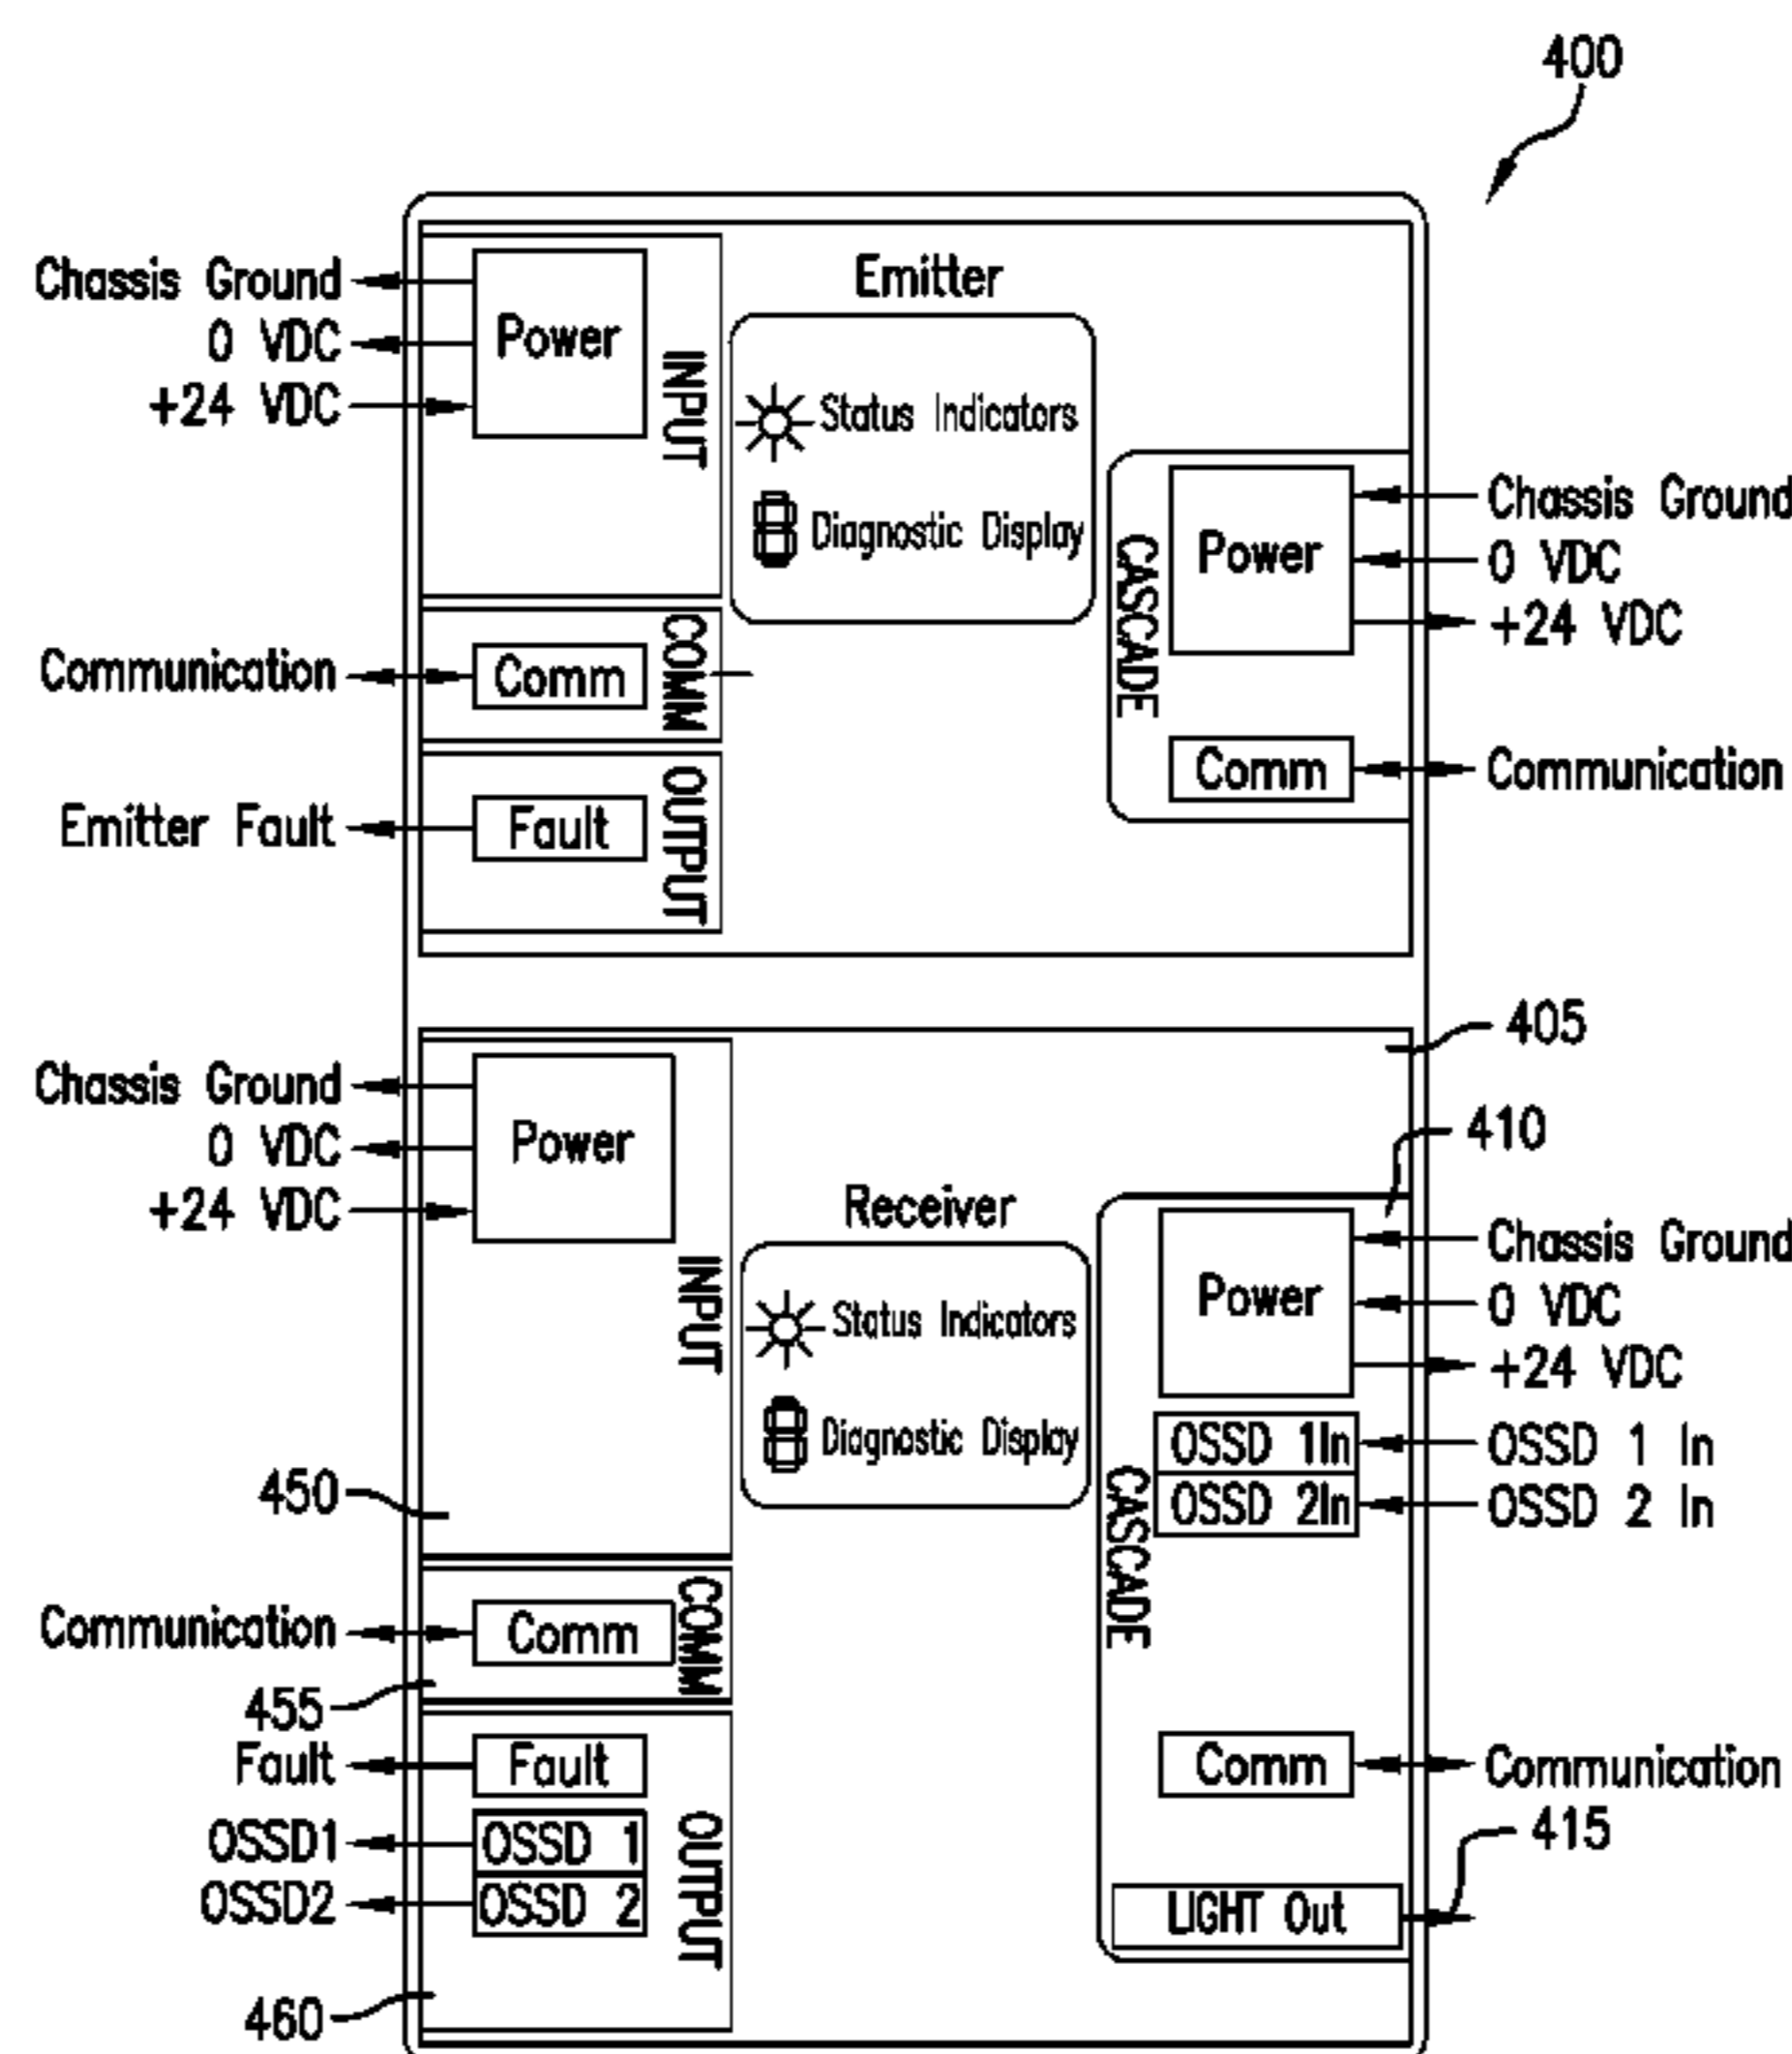 400
Emitter
Chassis Ground
0 VDC
+24 VDC
Power
INPUT
Status Indicators
Diagnostic Display
CASCADE
Power
Chassis Ground
0 VDC
+24 VDC
Communication
Comm
COMM
Comm
Communication
Emitter Fault
Fault
OUTPUT
405
410
Chassis Ground
0 VDC
+24 VDC
Power
INPUT
Receiver
Status Indicators
Diagnostic Display
CASCADE
Power
Chassis Ground
0 VDC
+24 VDC
OSSD 1In
OSSD 1 In
OSSD 2In
OSSD 2 In
450
Communication
Comm
COMM
455
Fault
Fault
OSSD1
OSSD 1
OSSD2
OSSD 2
OUTPUT
460
Comm
Communication
415
LIGHT Out